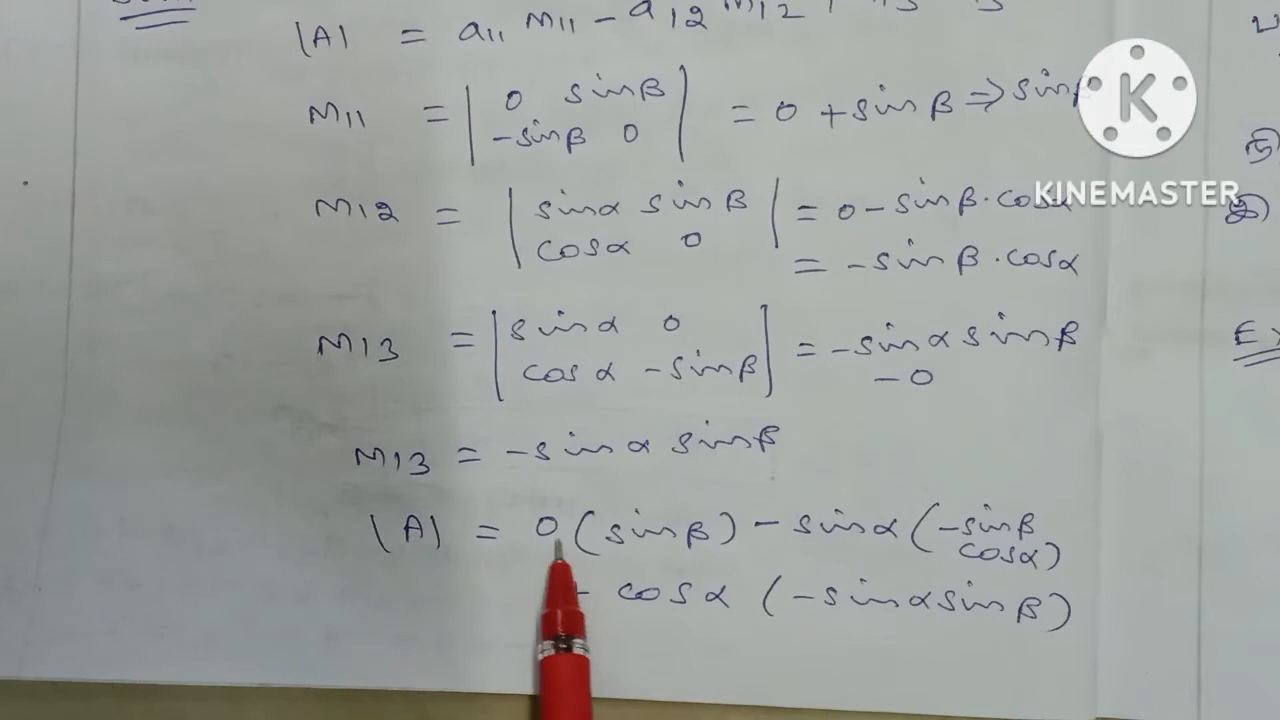 |A| = a11 M11 - a12 M12
M11 = | 0 sinβ | = 0 + sinβ ⇒ sinβ
| -sinβ 0 |
M12 = | sinα sinβ | = 0 - sinβ.cosα
| cosα 0 | = -sinβ.cosα
M13 = | sinα 0 | = -sinα sinβ
| cosα -sinβ | - 0
M13 = -sinα sinβ
|A| = 0 (sinβ) - sinα (-sinβ
cosα)
- cosα (-sinα sinβ)
K
KINEMASTER